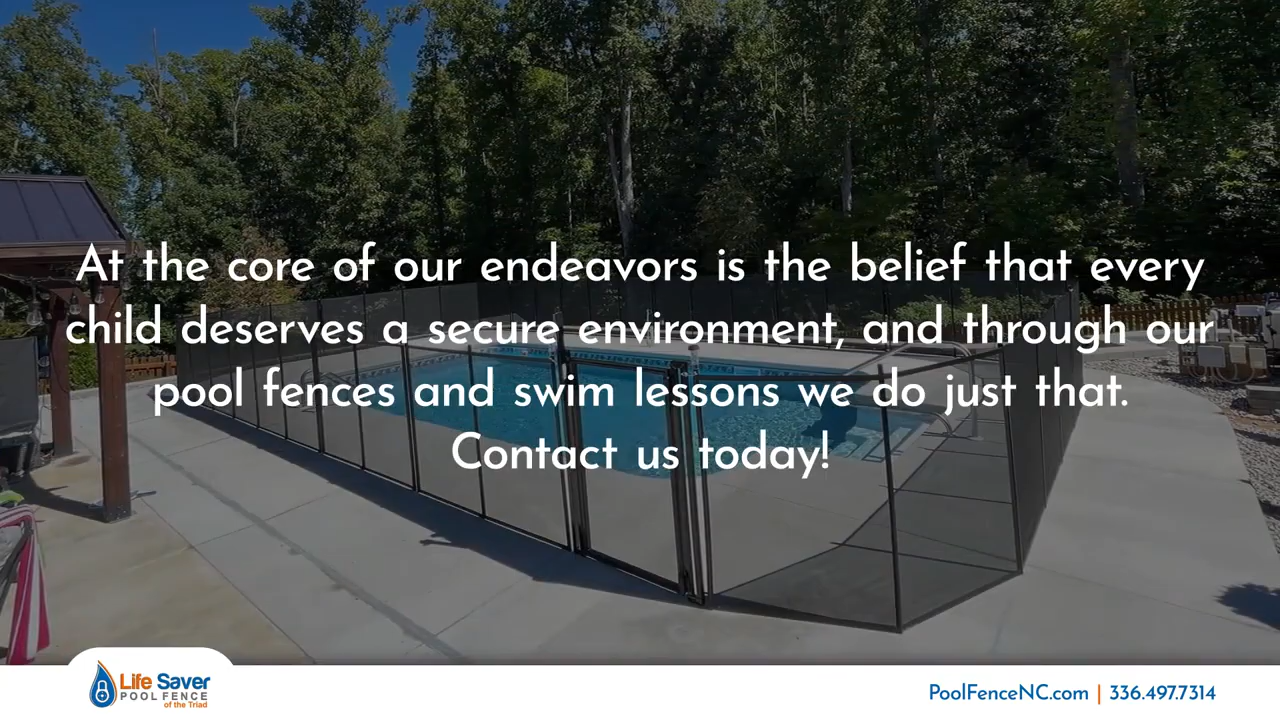 At the core of our endeavors is the belief that every
child deserves a secure environment, and through our
pool fences and swim lessons we do just that.
Contact us today!
Life Saver
POOL FENCE
of the Triad
PoolFenceNC.com | 336.497.7314